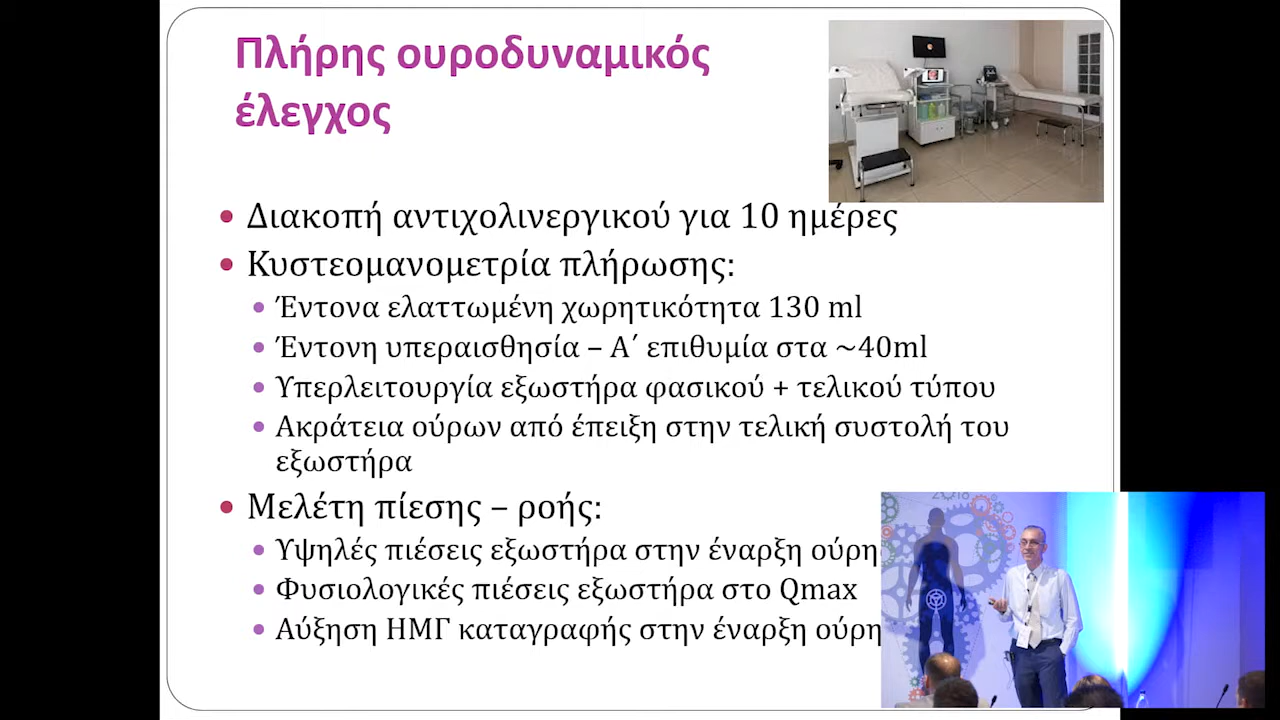 Πλήρης ουροδυναμικός
έλεγχος
• Διακοπή αντιχολινεργικού για 10 ημέρες
• Κυστεομανομετρία πλήρωσης:
• Έντονα ελαττωμένη χωρητικότητα 130 ml
• Έντονη υπεραισθησία – Α΄ επιθυμία στα ~40ml
• Υπερλειτουργία εξωστήρα φασικού + τελικού τύπου
• Ακράτεια ούρων από έπειξη στην τελική συστολή του
εξωστήρα
• Μελέτη πίεσης – ροής:
• Υψηλές πιέσεις εξωστήρα στην έναρξη
• Φυσιολογικές πιέσεις εξωστήρα στο Qmax
• Αύξηση ΗΜΓ καταγραφής στην έναρξη